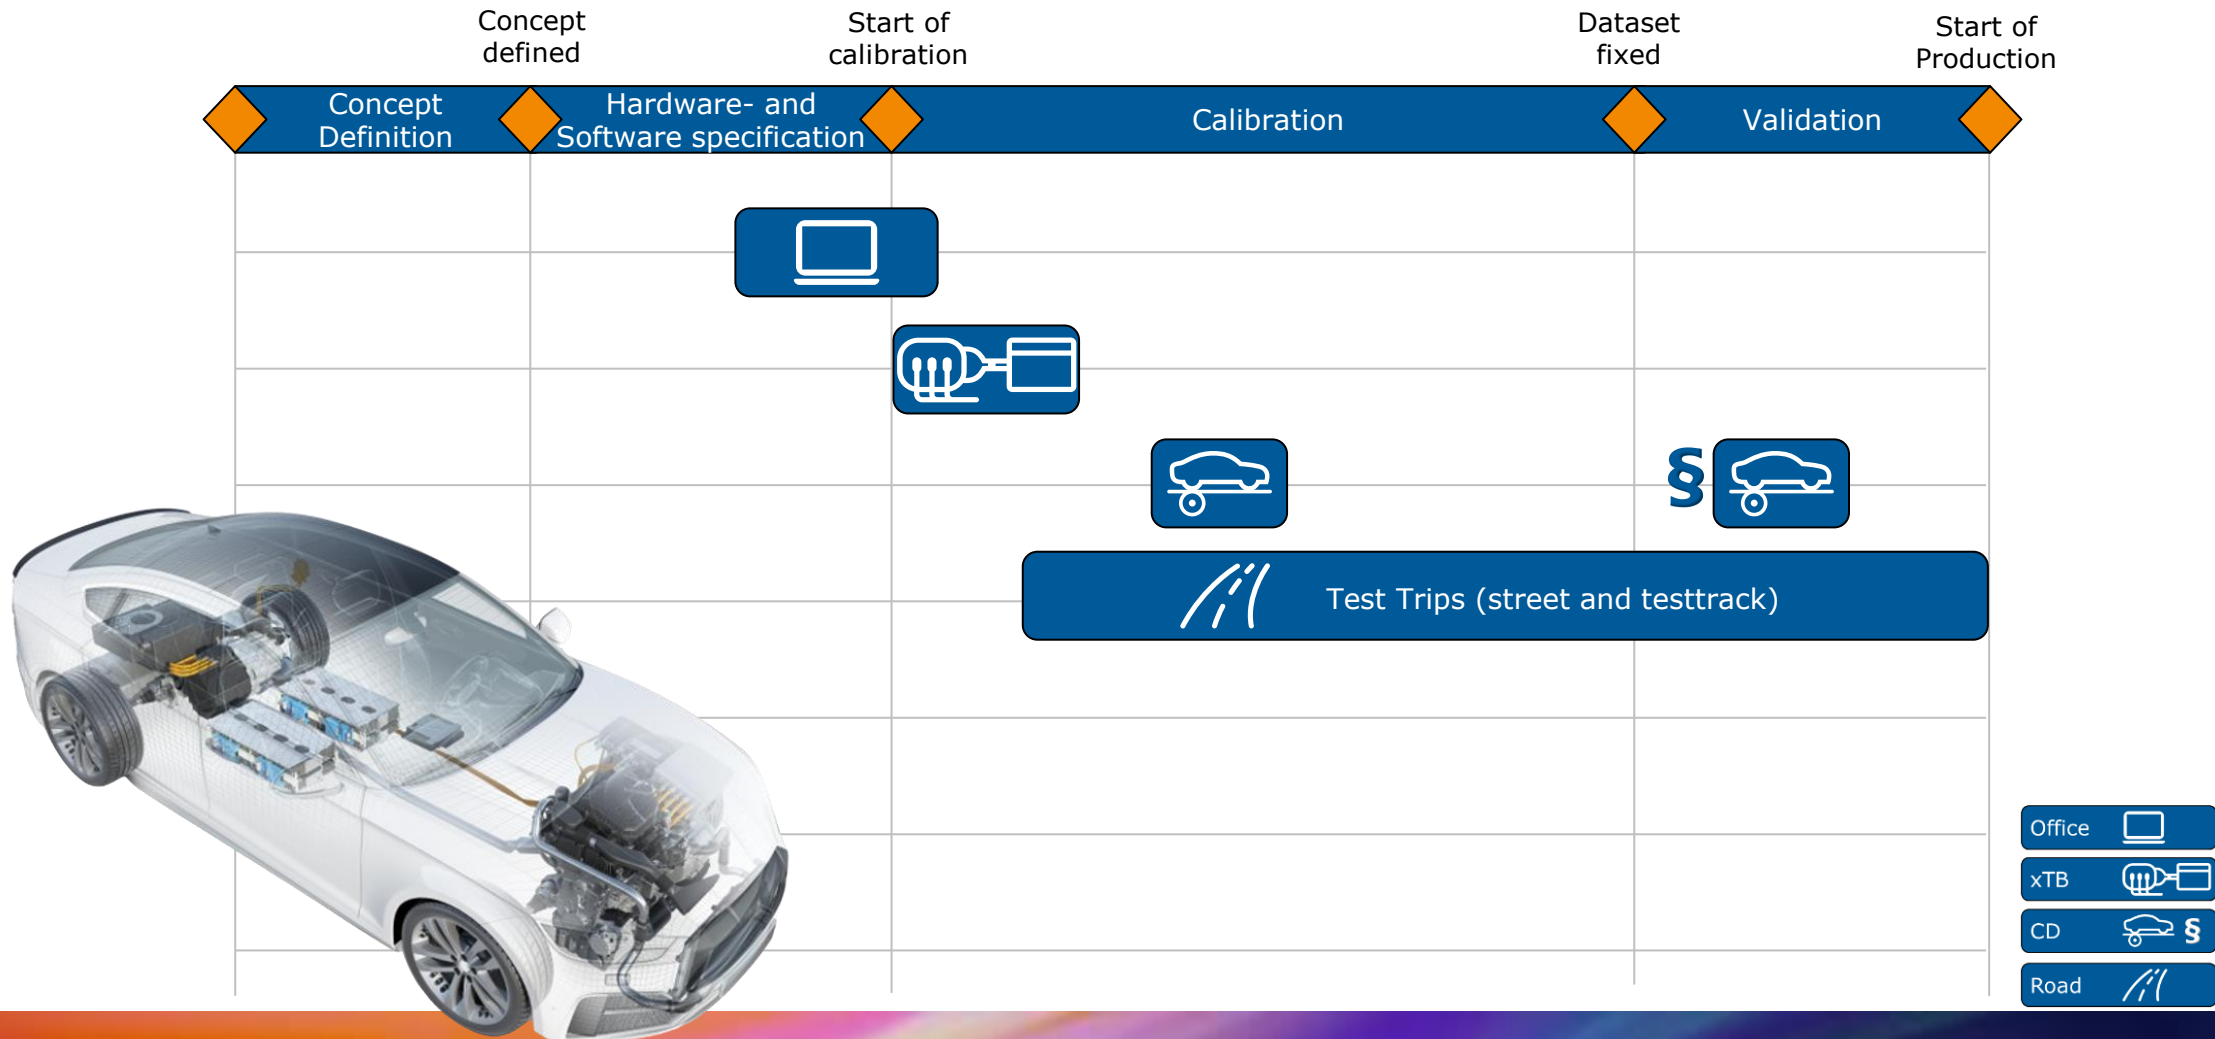 Concept
defined
Start of
calibration
Dataset
fixed
Start of
Production
Concept
Definition
Hardware- and
Software specification
Calibration
Validation
§
Test Trips (street and testtrack)
Office
xTB
CD §
Road